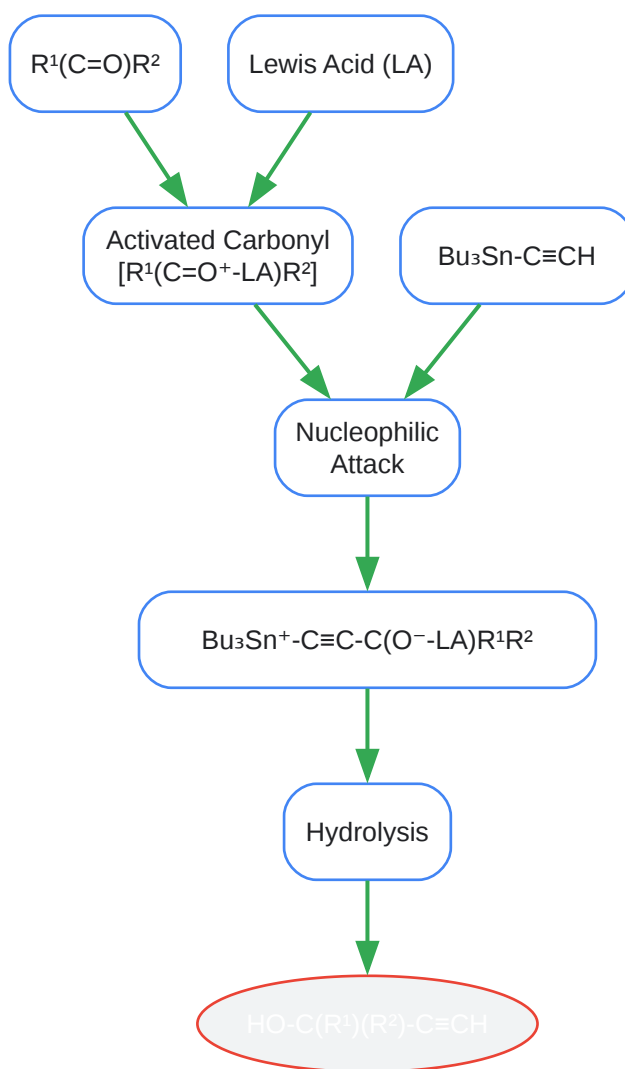 R¹(C=O)R²
Lewis Acid (LA)
Activated Carbonyl
[R¹(C=O⁺-LA)R²]
Bu₃Sn-C≡CH
Nucleophilic
Attack
Bu₃Sn⁺-C≡C-C(O⁻-LA)R¹R²
Hydrolysis
HO-C(R¹)(R²)-C≡CH